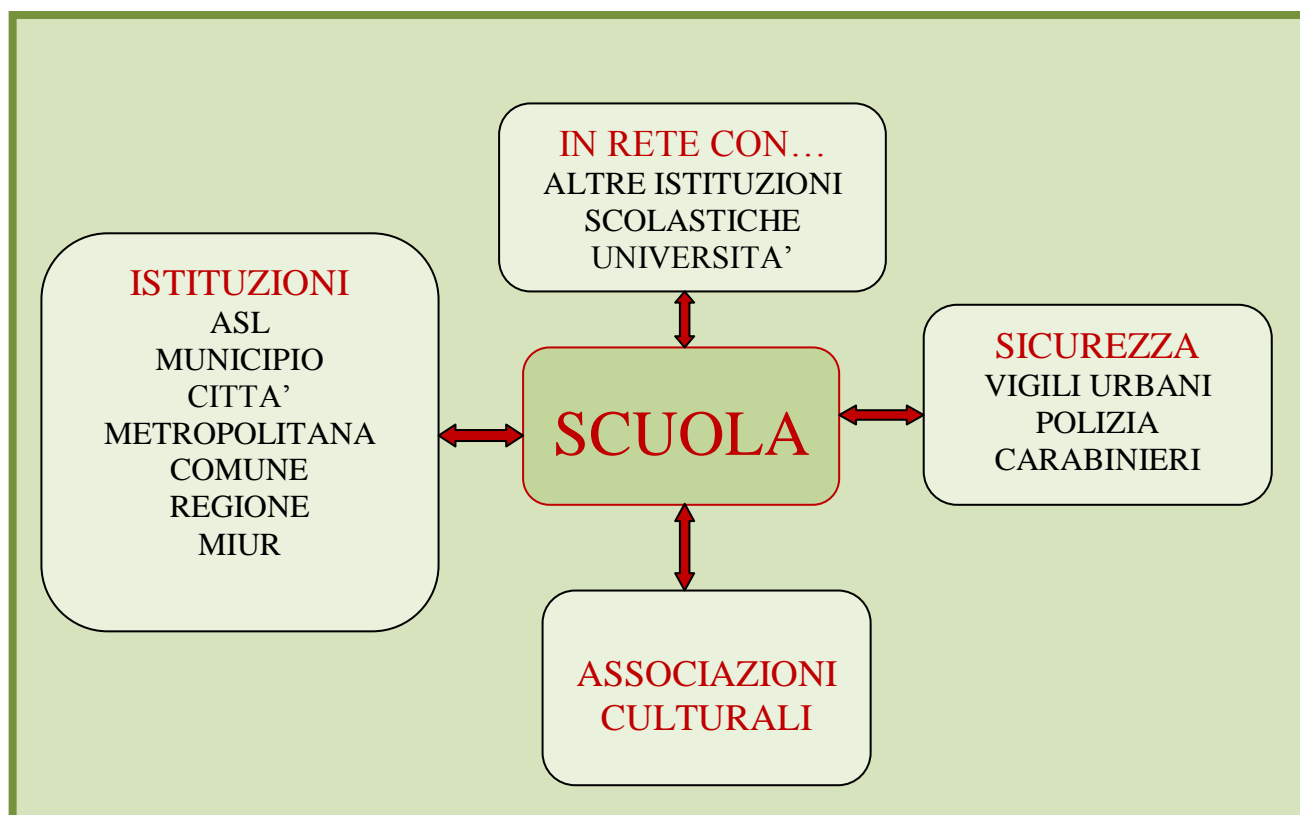 IN RETE CON…
ALTRE ISTITUZIONI
SCOLASTICHE
UNIVERSITA’
ISTITUZIONI
ASL
MUNICIPIO
CITTA’
METROPOLITANA
COMUNE
REGIONE
MIUR
SCUOLA
SICUREZZA
VIGILI URBANI
POLIZIA
CARABINIERI
ASSOCIAZIONI
CULTURALI